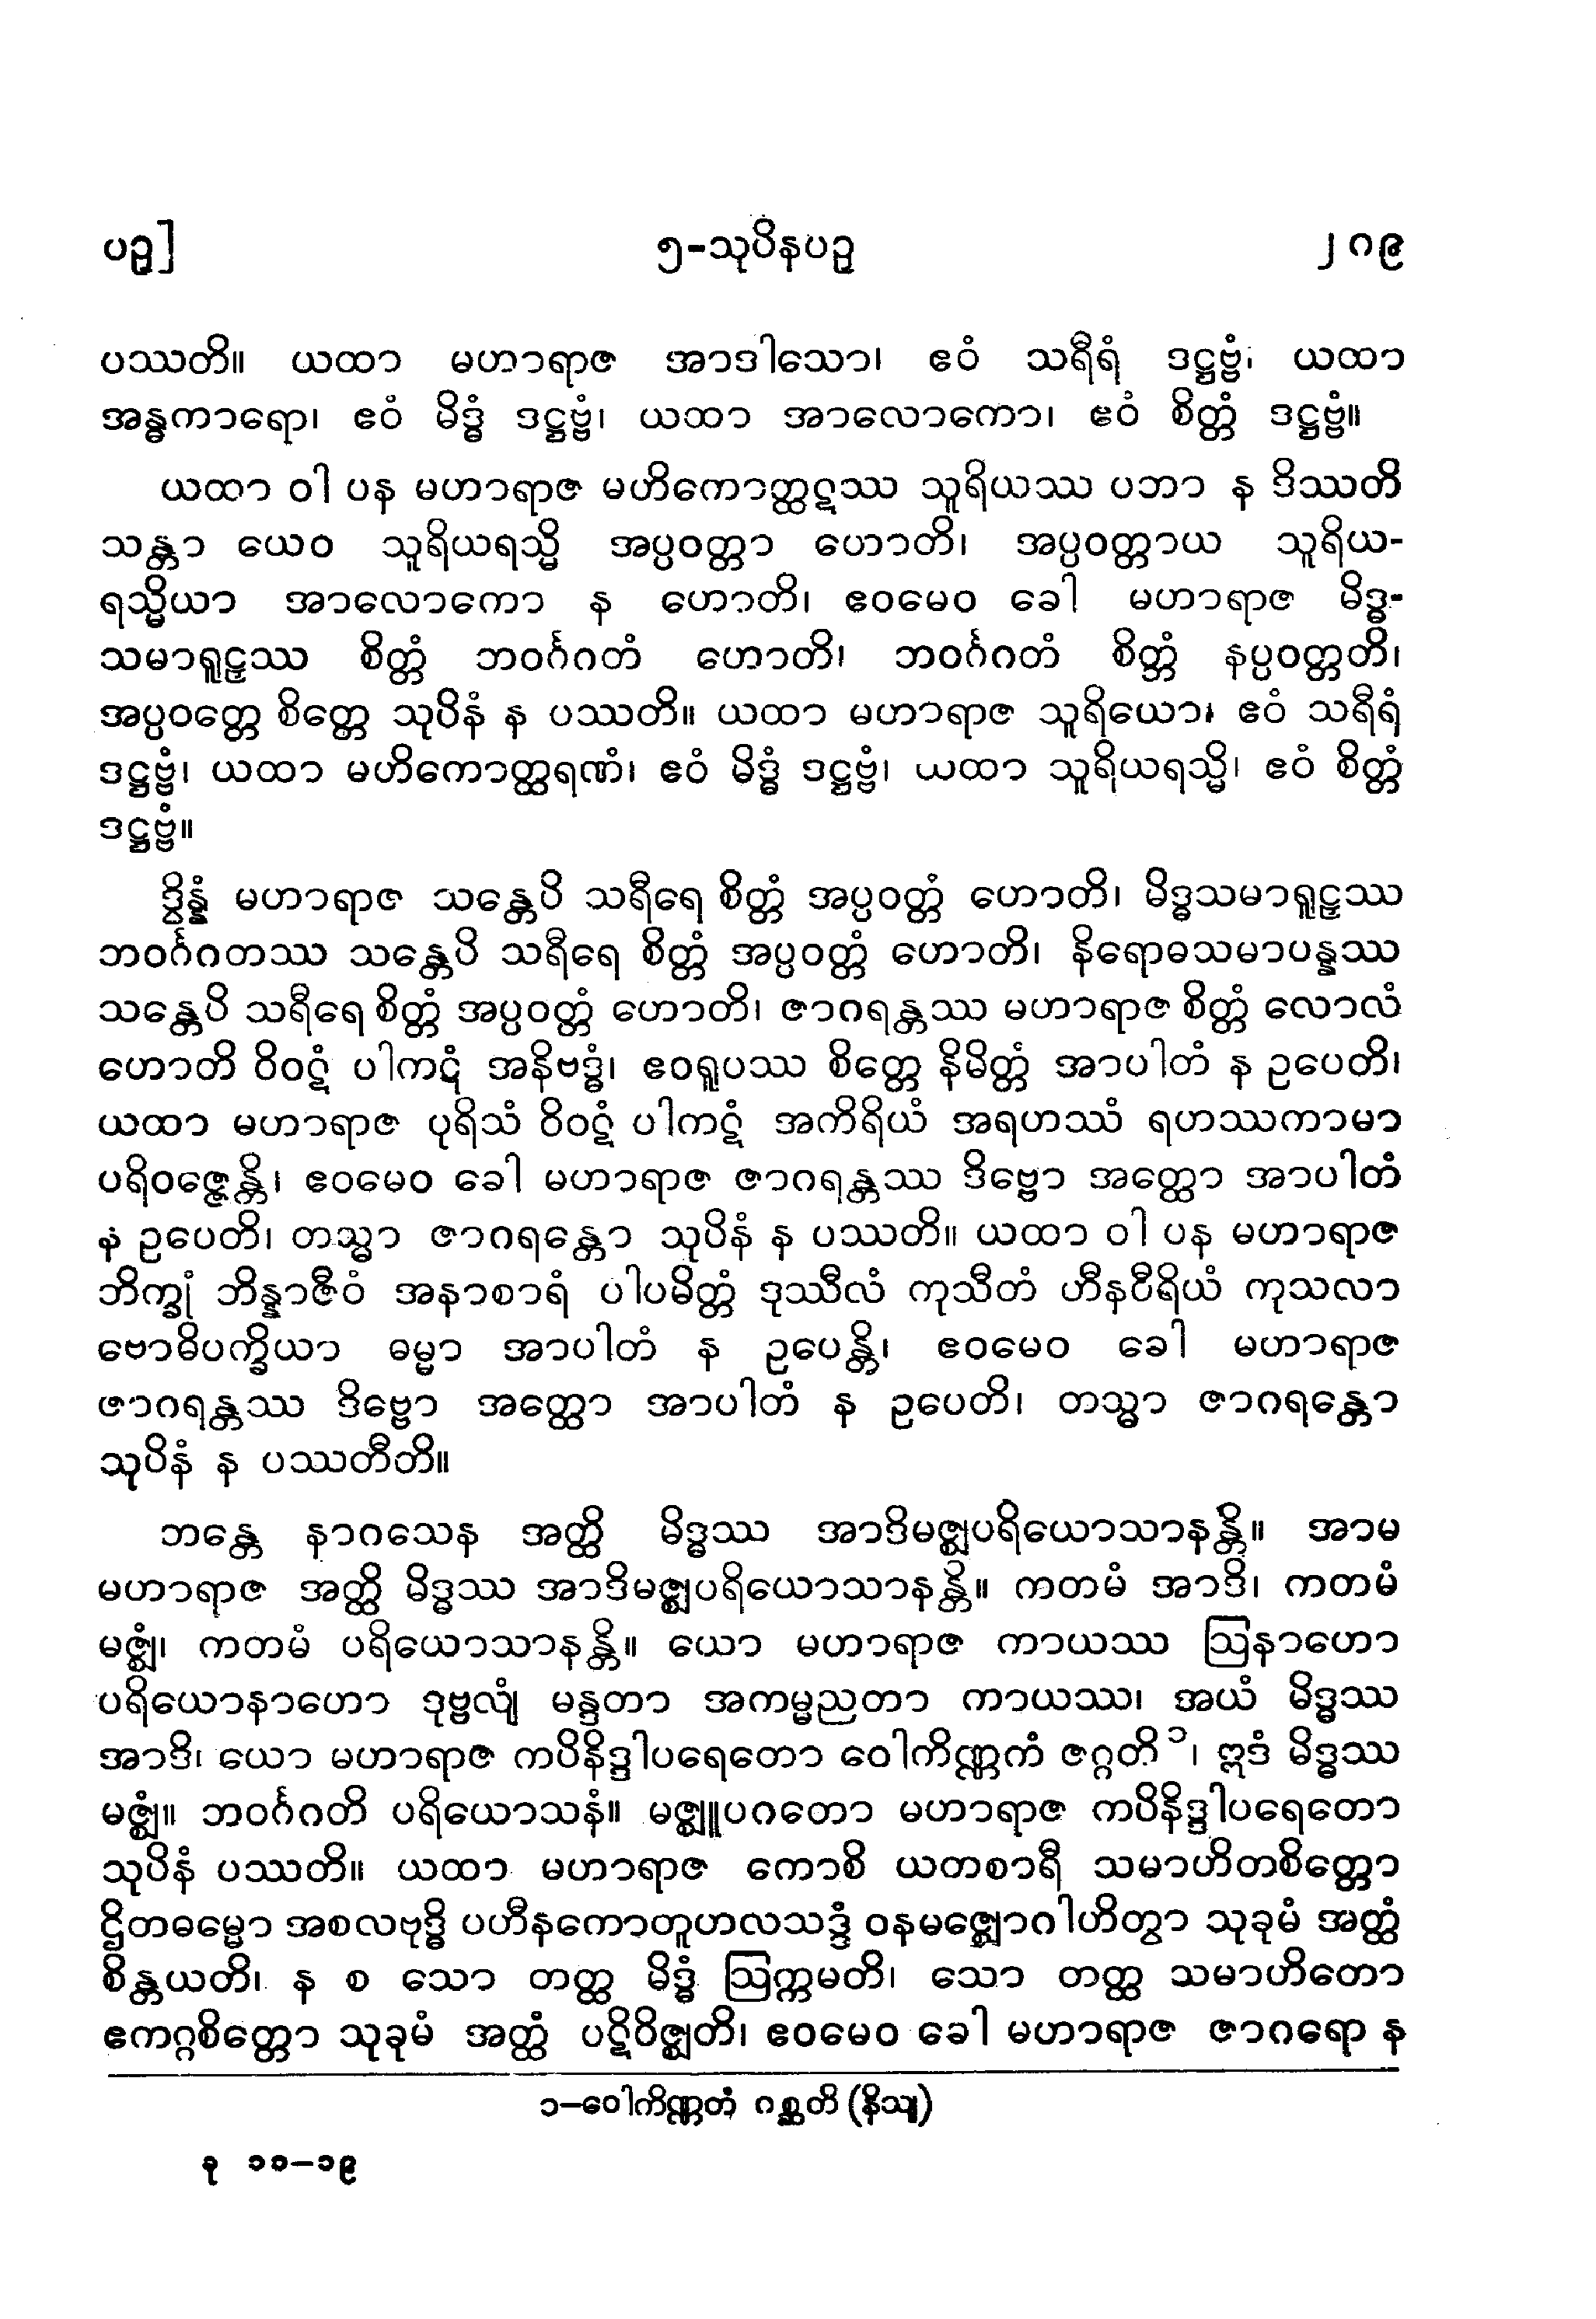 ပဉှ]
၅-သုပိနပဉှ
၂၈၉
ပဿတိ။ ယထာ မဟာရာဇ အာဒါသော၊ ဧဝံ သရီရံ ဒဋ္ဌဗ္ဗံ၊ ယထာ
အန္ဓကာရော၊ ဧဝံ မိဒ္ဓံ ဒဋ္ဌဗ္ဗံ၊ ယထာ အာလောကော၊ ဧဝံ စိတ္တံ ဒဋ္ဌဗ္ဗံ။
ယထာ ဝါ ပန မဟာရာဇ မဟိကောတ္ထဋဿ သူရိယဿ ပဘာ န ဒိဿတိ
သန္တာ ယေဝ သူရိယရသ္မိ အပ္ပဝတ္တာ ဟောတိ၊ အပ္ပဝတ္တာယ သူရိယ-
ရသ္မိယာ အာလောကော န ဟောတိ၊ ဧဝမေဝ ခေါ မဟာရာဇ မိဒ္ဓ-
သမာရူဠှဿ စိတ္တံ ဘဝင်္ဂဂတံ ဟောတိ၊ ဘဝင်္ဂဂတံ စိတ္တံ နပ္ပဝတ္တတိ၊
အပ္ပဝတ္တေ စိတ္တေ သုပိနံ န ပဿတိ။ ယထာ မဟာရာဇ သူရိယော၊ ဧဝံ သရီရံ
ဒဋ္ဌဗ္ဗံ၊ ယထာ မဟိကောတ္ထရဏံ၊ ဧဝံ မိဒ္ဓံ ဒဋ္ဌဗ္ဗံ၊ ယထာ သူရိယရသ္မိ၊ ဧဝံ စိတ္တံ
ဒဋ္ဌဗ္ဗံ။
ဒွိန္နံ မဟာရာဇ သန္တေပိ သရီရေ စိတ္တံ အပ္ပဝတ္တံ ဟောတိ၊ မိဒ္ဓသမာရူဠှဿ
ဘဝင်္ဂဂတဿ သန္တေပိ သရီရေ စိတ္တံ အပ္ပဝတ္တံ ဟောတိ၊ နိရောဓသမာပန္နဿ
သန္တေပိ သရီရေ စိတ္တံ အပ္ပဝတ္တံ ဟောတိ၊ ဇာဂရန္တဿ မဟာရာဇ စိတ္တံ လောလံ
ဟောတိ ဝိဝဋံ ပါကဋံ အနိဗဒ္ဓံ၊ ဧဝရူပဿ စိတ္တေ နိမိတ္တံ အာပါတံ န ဥပေတိ၊
ယထာ မဟာရာဇ ပုရိသံ ဝိဝဋံ ပါကဋံ အကိရိယံ အရဟဿံ ရဟဿကာမာ
ပရိဝဇ္ဇေန္တိ၊ ဧဝမေဝ ခေါ မဟာရာဇ ဇာဂရန္တဿ ဒိဗ္ဗော အတ္ထော အာပါတံ
န ဥပေတိ၊ တသ္မာ ဇာဂရန္တော သုပိနံ န ပဿတိ။ ယထာ ဝါ ပန မဟာရာဇ
ဘိက္ခုံ ဘိန္နာဇီဝံ အနာစာရံ ပါပမိတ္တံ ဒုဿီလံ ကုသီတံ ဟီနဝီရိယံ ကုသလာ
ဗောဓိပက္ခိယာ ဓမ္မာ အာပါတံ န ဥပေန္တိ၊ ဧဝမေဝ ခေါ မဟာရာဇ
ဇာဂရန္တဿ ဒိဗ္ဗော အတ္ထော အာပါတံ န ဥပေတိ၊ တသ္မာ ဇာဂရန္တော
သုပိနံ န ပဿတီတိ။
ဘန္တေ နာဂသေန အတ္ထိ မိဒ္ဓဿ အာဒိမဇ္ဈပရိယောသာနန္တိ။ အာမ
မဟာရာဇ အတ္ထိ မိဒ္ဓဿ အာဒိမဇ္ဈပရိယောသာနန္တိ။ ကတမံ အာဒိ၊ ကတမံ
မဇ္ဈံ၊ ကတမံ ပရိယောသာနန္တိ။ ယော မဟာရာဇ ကာယဿ ဩနာဟော
ပရိယောနာဟော ဒုဗ္ဗလျံ မန္ဒတာ အကမ္မညတာ ကာယဿ၊ အယံ မိဒ္ဓဿ
အာဒိ၊ ယော မဟာရာဇ ကပိနိဒ္ဒါပရေတော ဝေါကိဏ္ဏကံ ဇဂ္ဂတိ ၁၊ ဣဒံ မိဒ္ဓဿ
မဇ္ဈံ။ ဘဝင်္ဂဂတိ ပရိယောသနံ။ မဇ္ဈူပဂတော မဟာရာဇ ကပိနိဒ္ဒါပရေတော
သုပိနံ ပဿတိ။ ယထာ မဟာရာဇ ကောစိ ယတစာရီ သမာဟိတစိတ္တော
ဌိတဓမ္မော အစလဗုဒ္ဓိ ပဟီနကောတူဟလသဒ္ဒံ ဝနမဇ္ဈောဂါဟိတွာ သုခုမံ အတ္ထံ
စိန္တယတိ၊ န စ သော တတ္ထ မိဒ္ဓံ ဩက္ကမတိ၊ သော တတ္ထ သမာဟိတော
ဧကဂ္ဂစိတ္တော သုခုမံ အတ္ထံ ပဋိဝိဇ္ဈတိ၊ ဧဝမေဝ ခေါ မဟာရာဇ ဇာဂရော န
၁–ဝေါကိဏ္ဏတံ ဂစ္ဆတိ (နိသျ)
ခု ၁၁–၁၉